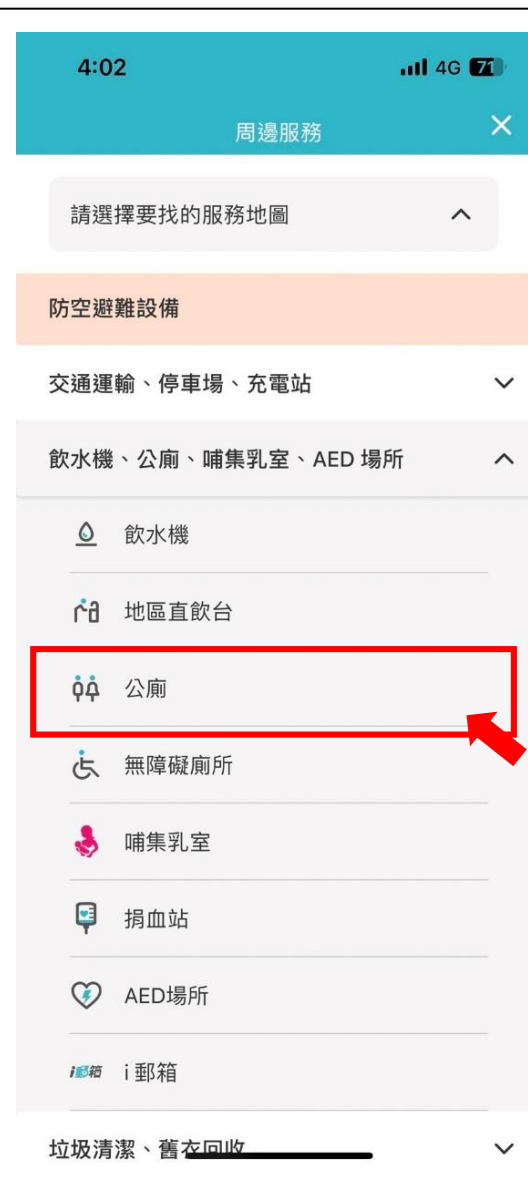 4:02
4G 71
周邊服務
請選擇要找的服務地圖
防空避難設備
交通運輸、停車場、充電站
飲水機、公廁、哺集乳室、AED 場所
飲水機
地區直飲台
公廁
無障礙廁所
哺集乳室
捐血站
AED場所
i郵箱 i 郵箱
垃圾清潔、舊衣回收